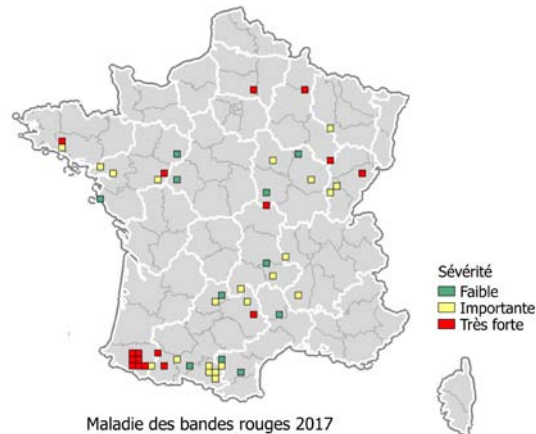 Sévérité
Faible
Importante
Très forte
Maladie des bandes rouges 2017